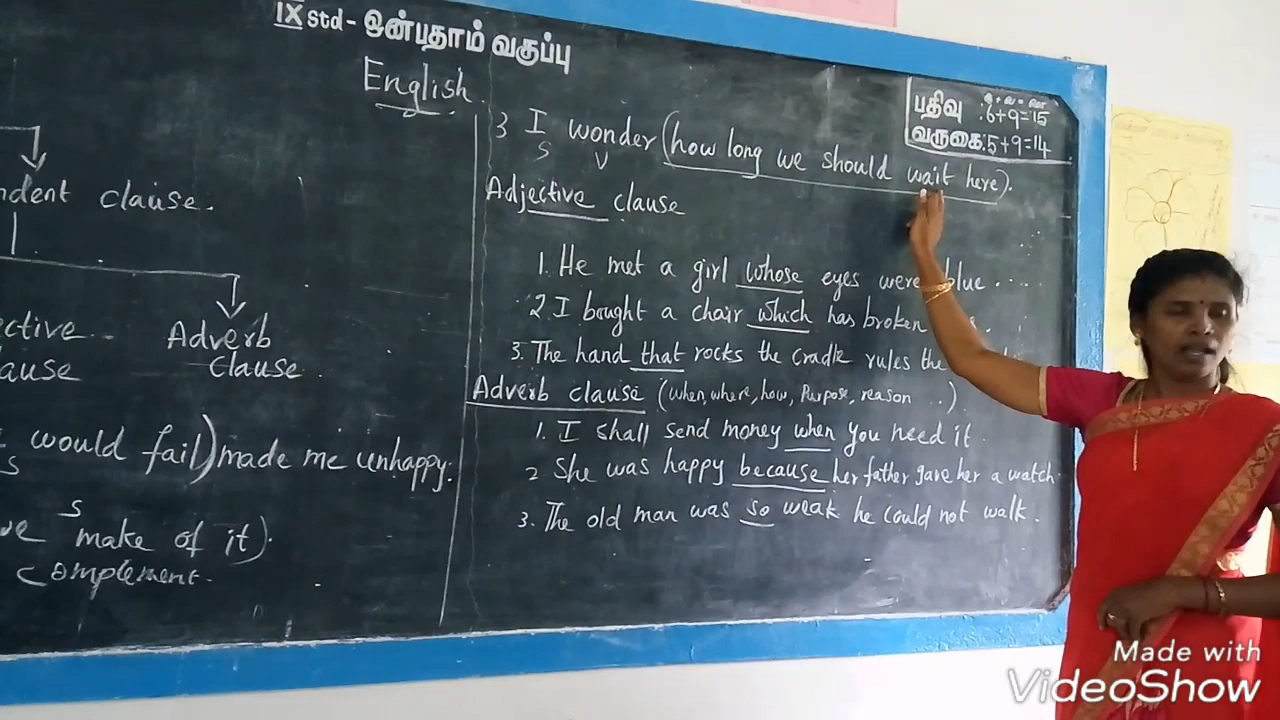 IX std - ஒன்பதாம் வகுப்பு
English
பதிவு : 6+9=15
வருகை : 5+9=14
clause.
Adverb
Clause.
would fail) made me unhappy.
S
S
make of it).
complement.
3 I wonder (how long we should wait here).
S V
Adjective clause
1. He met a girl whose eyes were blue ....
2. I bought a chair which has broken
3. The hand that rocks the cradle rules the
Adverb clause (when, where, how, Purpose, reason ..).
1. I shall send money when you need it.
2 She was happy because her father gave her a watch.
3. The old man was so weak he could not walk.
Made with
VideoShow